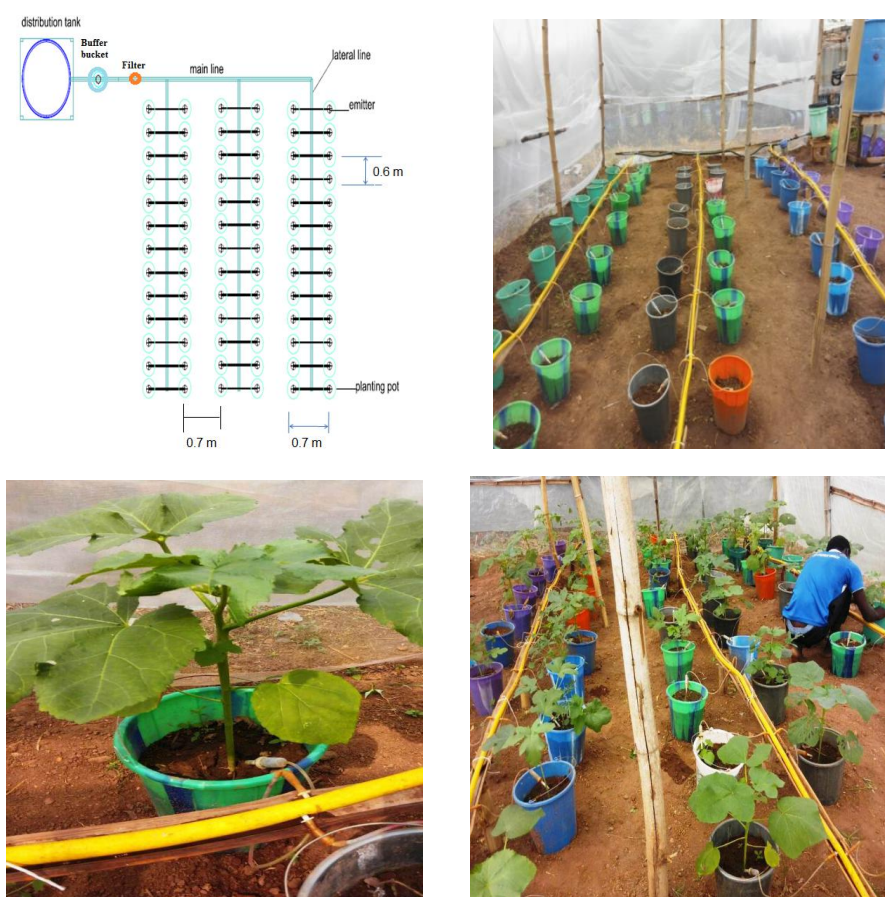 distribution tank
Buffer
bucket
Filter
main line
lateral line
emitter
0.6 m
planting pot
0.7 m
0.7 m